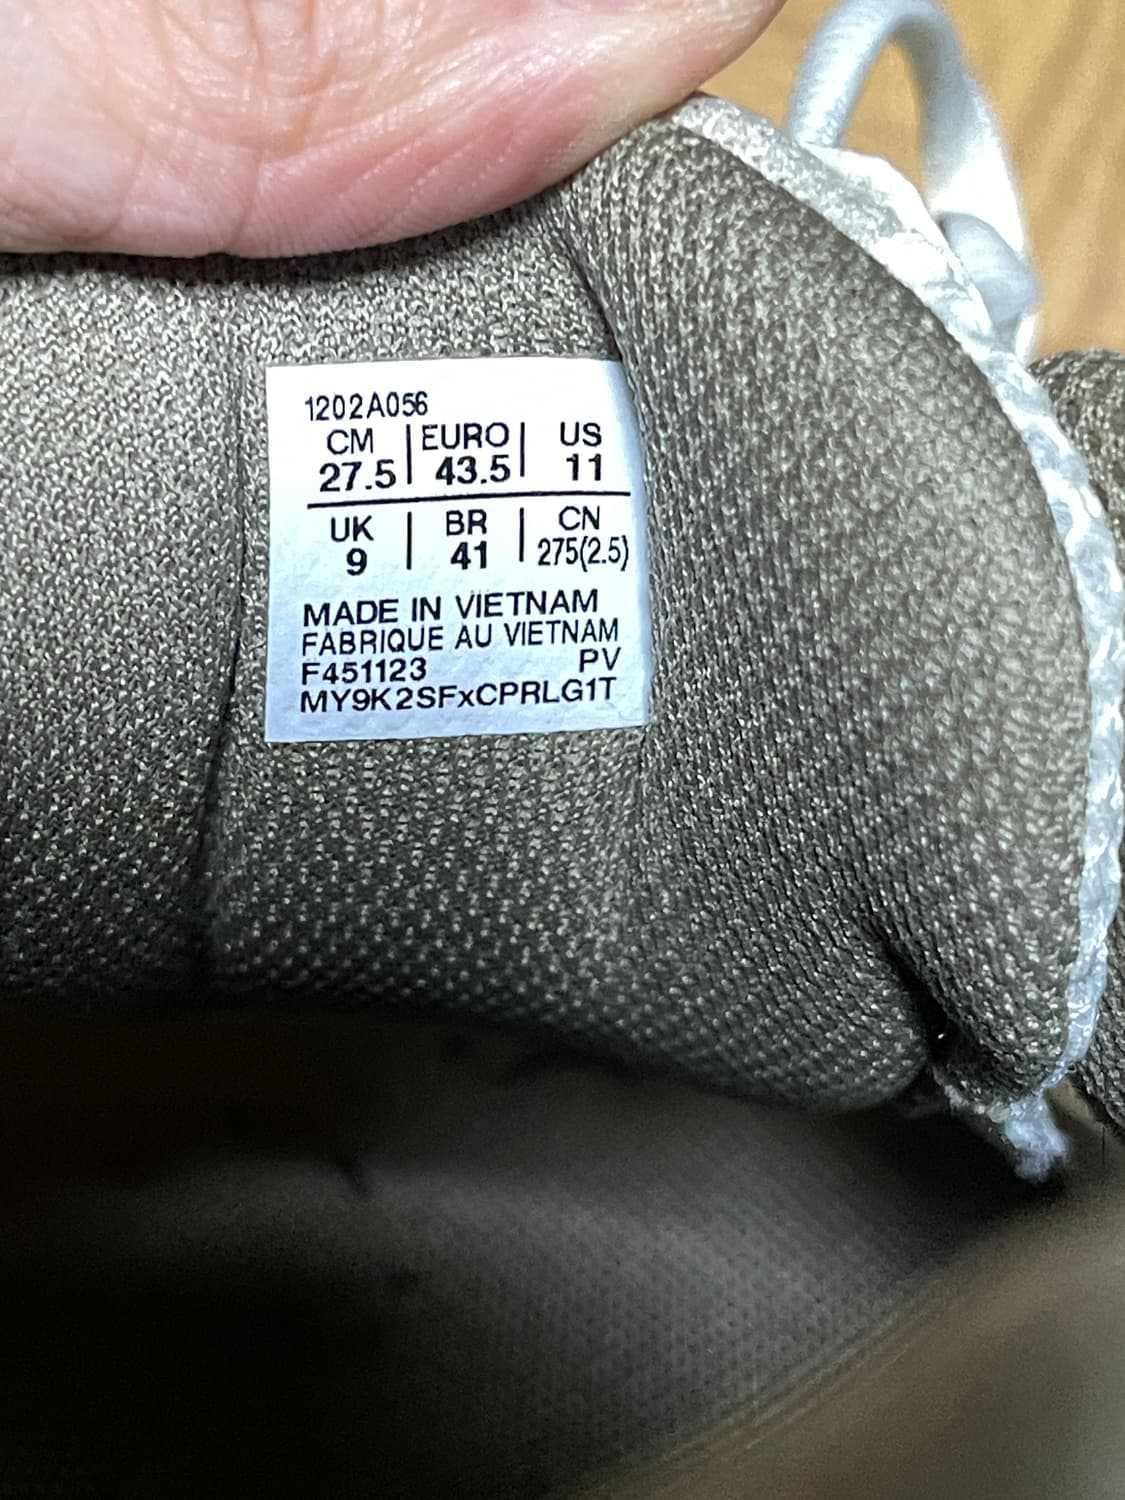 1202A056
CM | EURO | US
27.5 | 43.5 | 11
UK | BR | CN
9 | 41 | 275(2.5)
MADE IN VIETNAM
FABRIQUE AU VIETNAM
F451123 PV
MY9K2SFxCPRLG1T